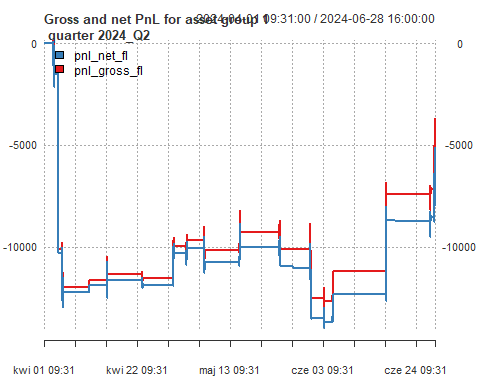 Gross and net PnL for asset group 1
2024-04-01 09:31:00 / 2024-06-28 16:00:00
quarter 2024_Q2
0
0
pnl_net_fl
pnl_gross_fl
-5000
-5000
-10000
-10000
kwi 01 09:31
kwi 22 09:31
maj 13 09:31
cze 03 09:31
cze 24 09:31